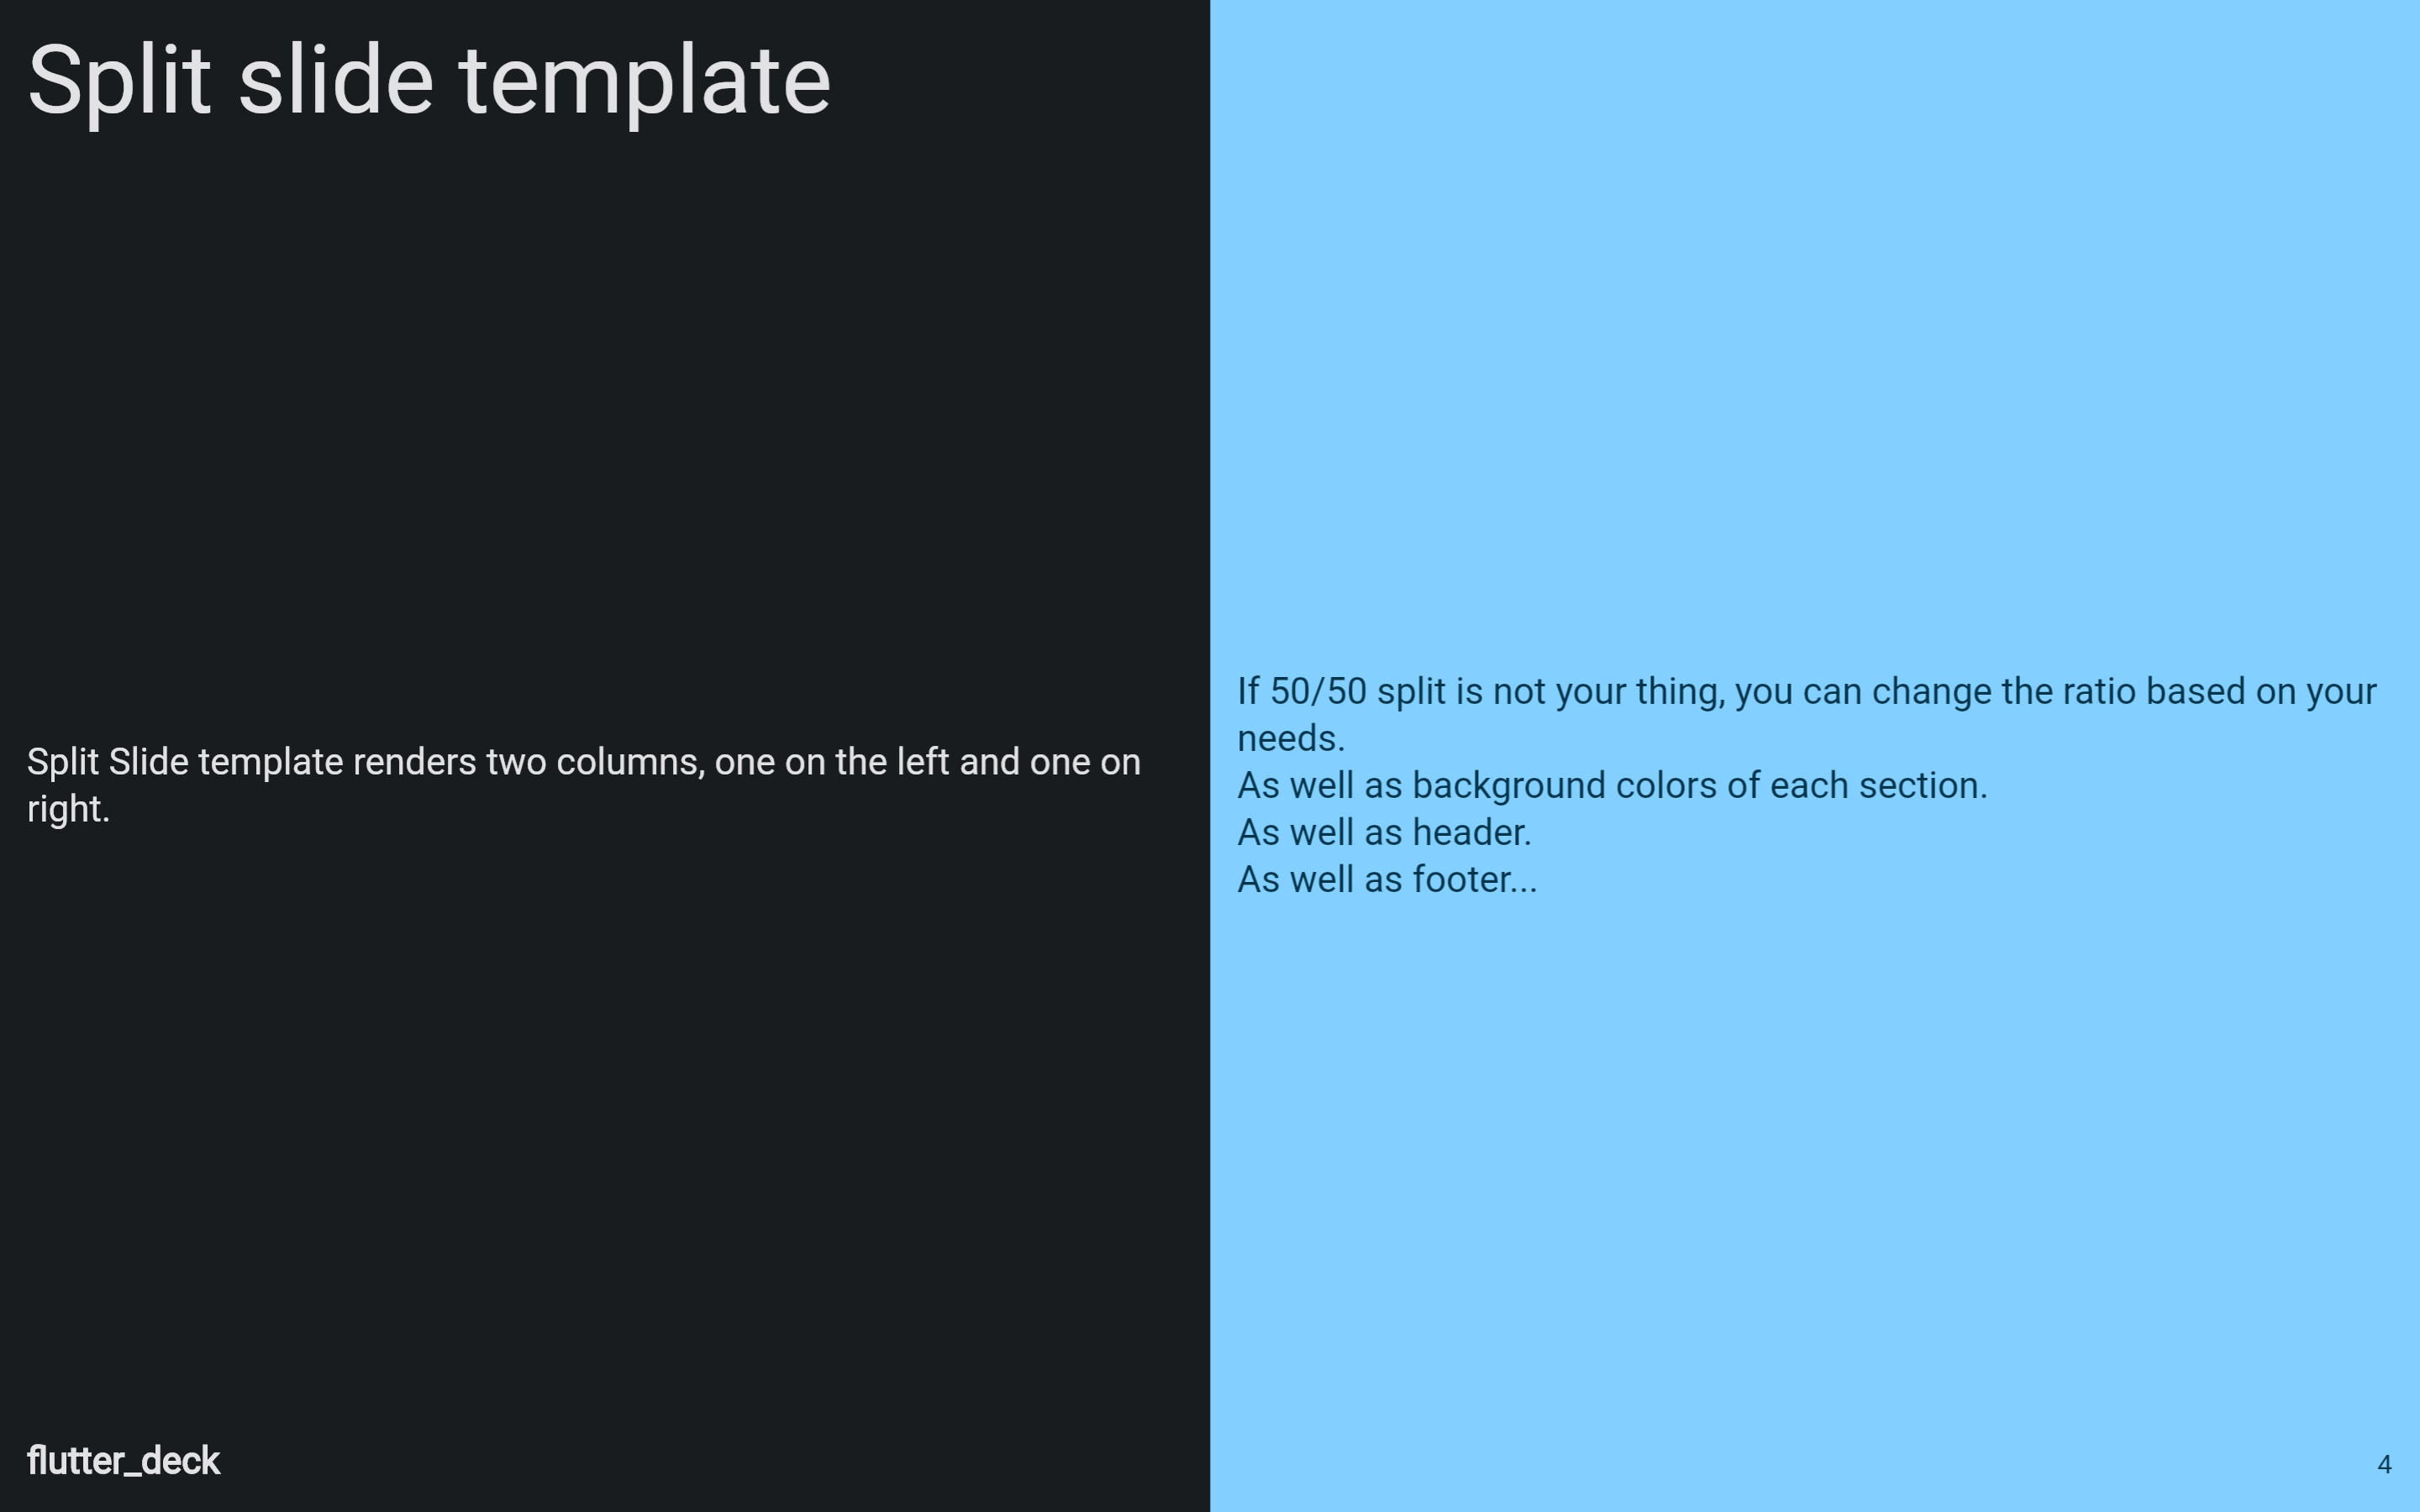 Split slide template
Split Slide template renders two columns, one on the left and one on
right.
If 50/50 split is not your thing, you can change the ratio based on your
needs.
As well as background colors of each section.
As well as header.
As well as footer...
flutter_deck
4